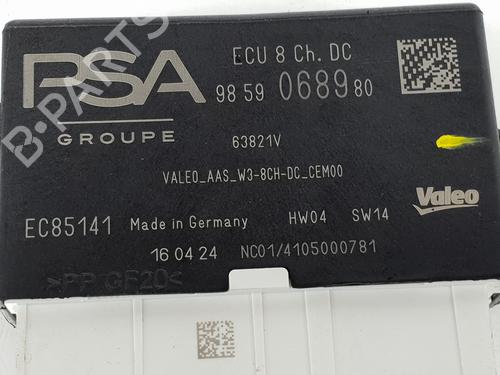 PSA
GROUPE
ECU 8 Ch. DC
98 59 0689 80
63821V
VALEO_AAS_W3-8CH-DC_CEM00
EC85141 Made in Germany HW04 SW14
Valeo
16 04 24 NC01/4105000781
>PP GF20<